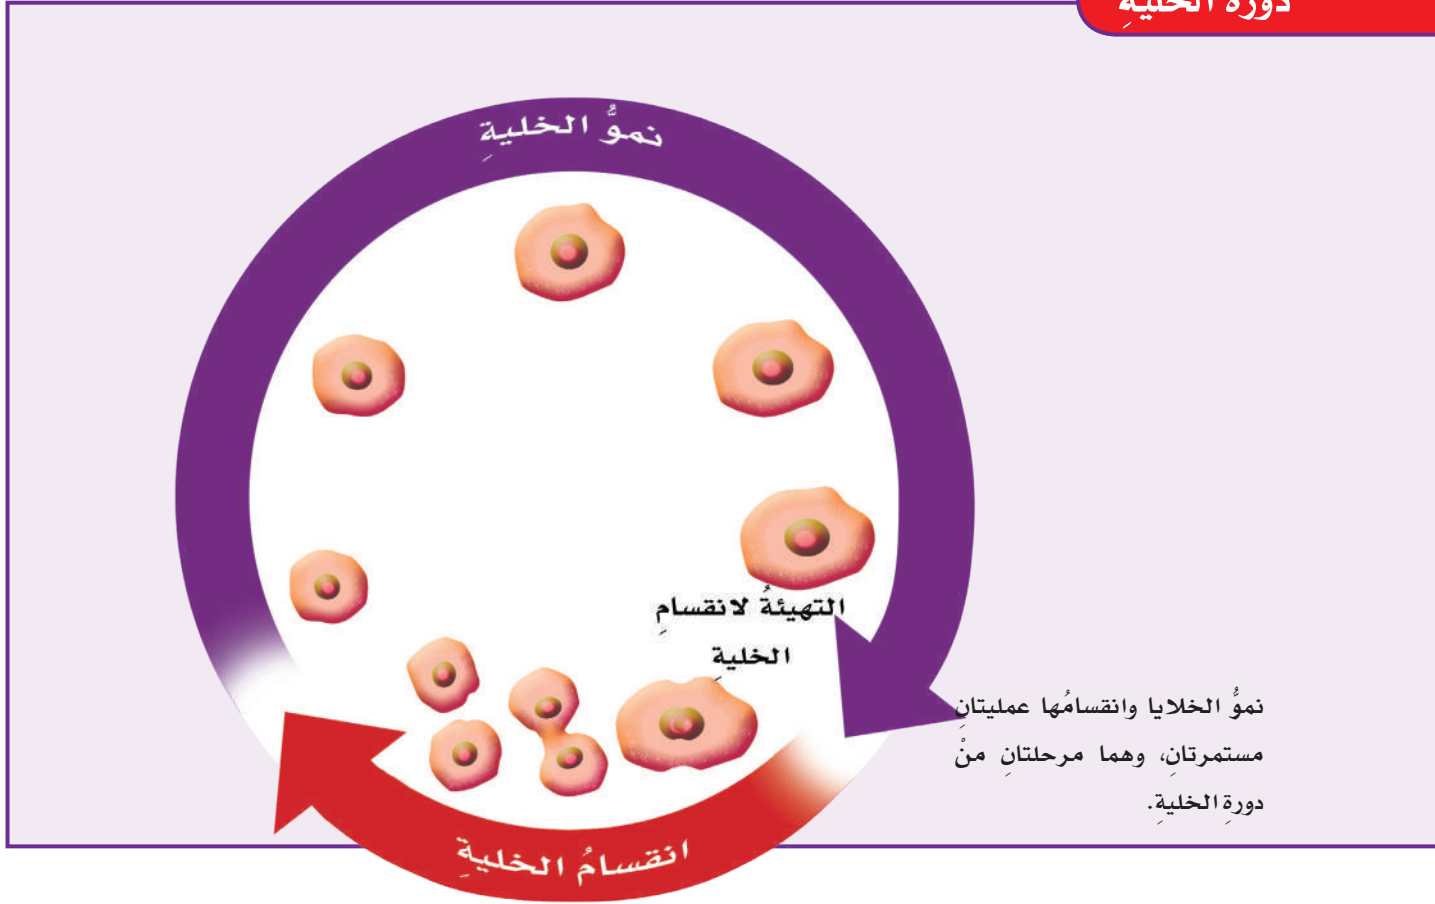 دورة الخليةِ
نموُّ الخليةِ
التهيئةُ لانقسامِ
الخليةِ
نموُّ الخلايا وانقسامُها عمليتانِ
مستمرتانِ، وهما مرحلتانِ منْ
دورةِ الخليةِ.
انقسامُ الخليةِ